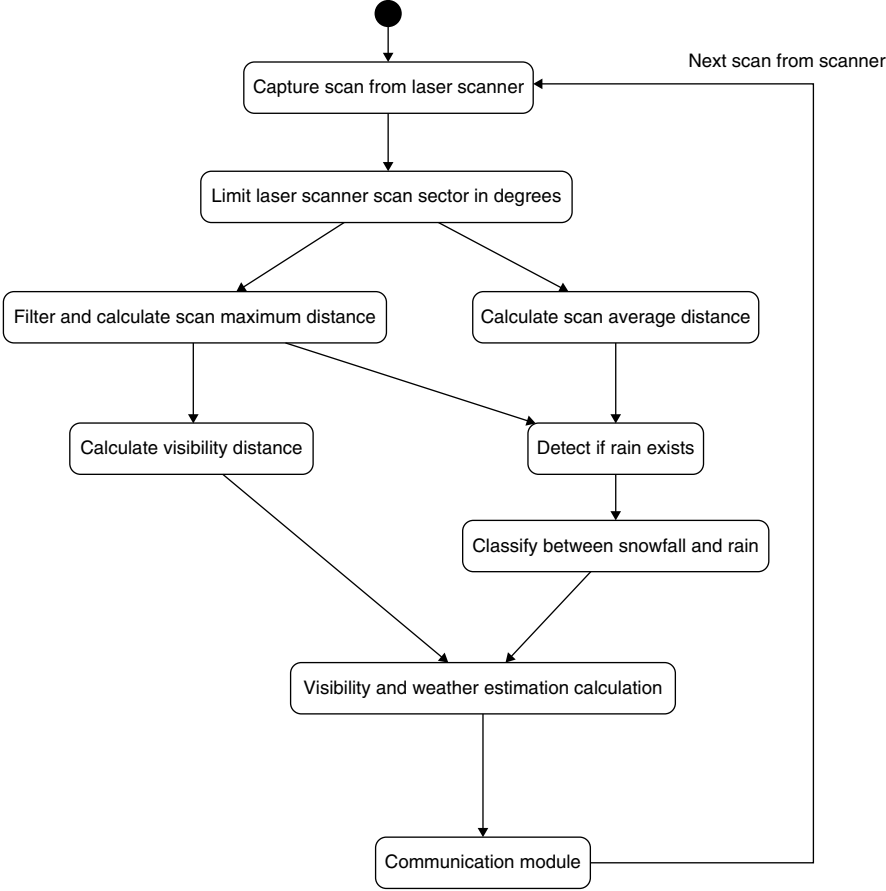 Next scan from scanner
Capture scan from laser scanner
Limit laser scanner scan sector in degrees
Filter and calculate scan maximum distance
Calculate scan average distance
Calculate visibility distance
Detect if rain exists
Classify between snowfall and rain
Visibility and weather estimation calculation
Communication module